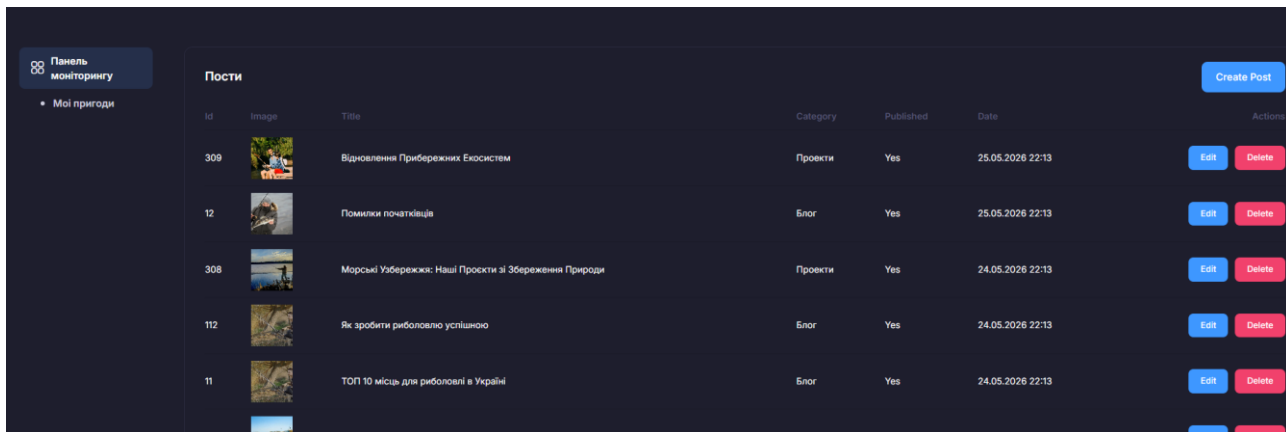 Панель
моніторингу
Мої пригоди
Пости
Create Post
Id Image Title Category Published Date Actions
309 Відновлення Прибережних Екосистем Проекти Yes 25.05.2026 22:13 Edit Delete
12 Помилки початківців Блог Yes 25.05.2026 22:13 Edit Delete
308 Морські Узбережжя: Наші Проєкти зі Збереження Природи Проекти Yes 24.05.2026 22:13 Edit Delete
112 Як зробити риболовлю успішною Блог Yes 24.05.2026 22:13 Edit Delete
11 ТОП 10 місць для риболовлі в Україні Блог Yes 24.05.2026 22:13 Edit Delete